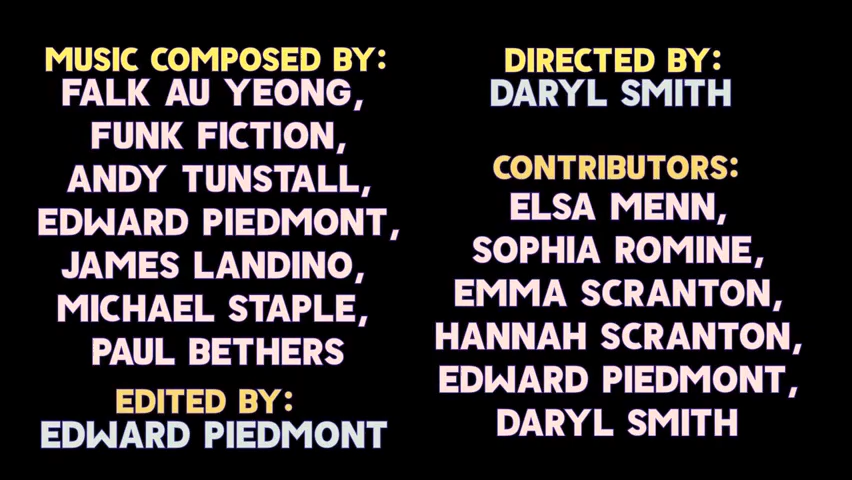 MUSIC COMPOSED BY:
FALK AU YEONG,
FUNK FICTION,
ANDY TUNSTALL,
EDWARD PIEDMONT,
JAMES LANDINO,
MICHAEL STAPLE,
PAUL BETHERS
EDITED BY:
EDWARD PIEDMONT
DIRECTED BY:
DARYL SMITH
CONTRIBUTORS:
ELSA MENN,
SOPHIA ROMINE,
EMMA SCRANTON,
HANNAH SCRANTON,
EDWARD PIEDMONT,
DARYL SMITH